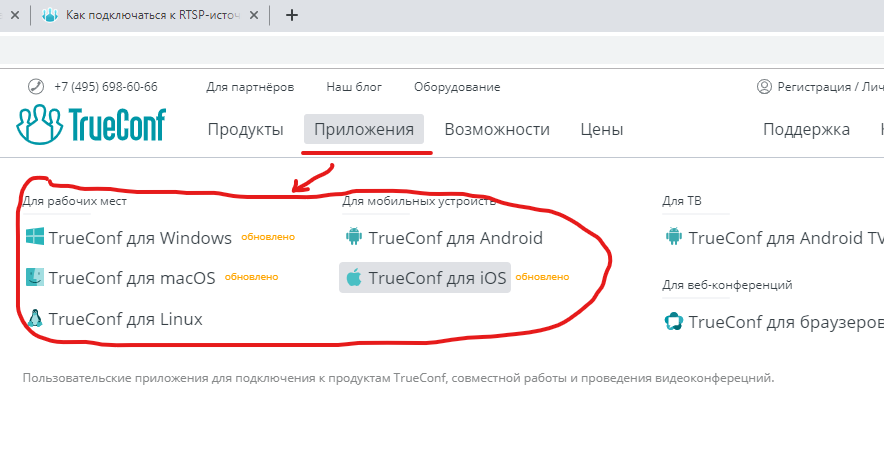 Как подключаться к RTSP-источ
+7 (495) 698-60-66 Для партнёров Наш блог Оборудование Регистрация / Лич
TrueConf Продукты Приложения Возможности Цены Поддержка
Для рабочих мест Для мобильных устройств Для ТВ
TrueConf для Windows обновлено TrueConf для Android TrueConf для Android TV
TrueConf для macOS обновлено TrueConf для iOS обновлено
Для веб-конференций
TrueConf для Linux TrueConf для браузеров
Пользовательские приложения для подключения к продуктам TrueConf, совместной работы и проведения видеоконференций.